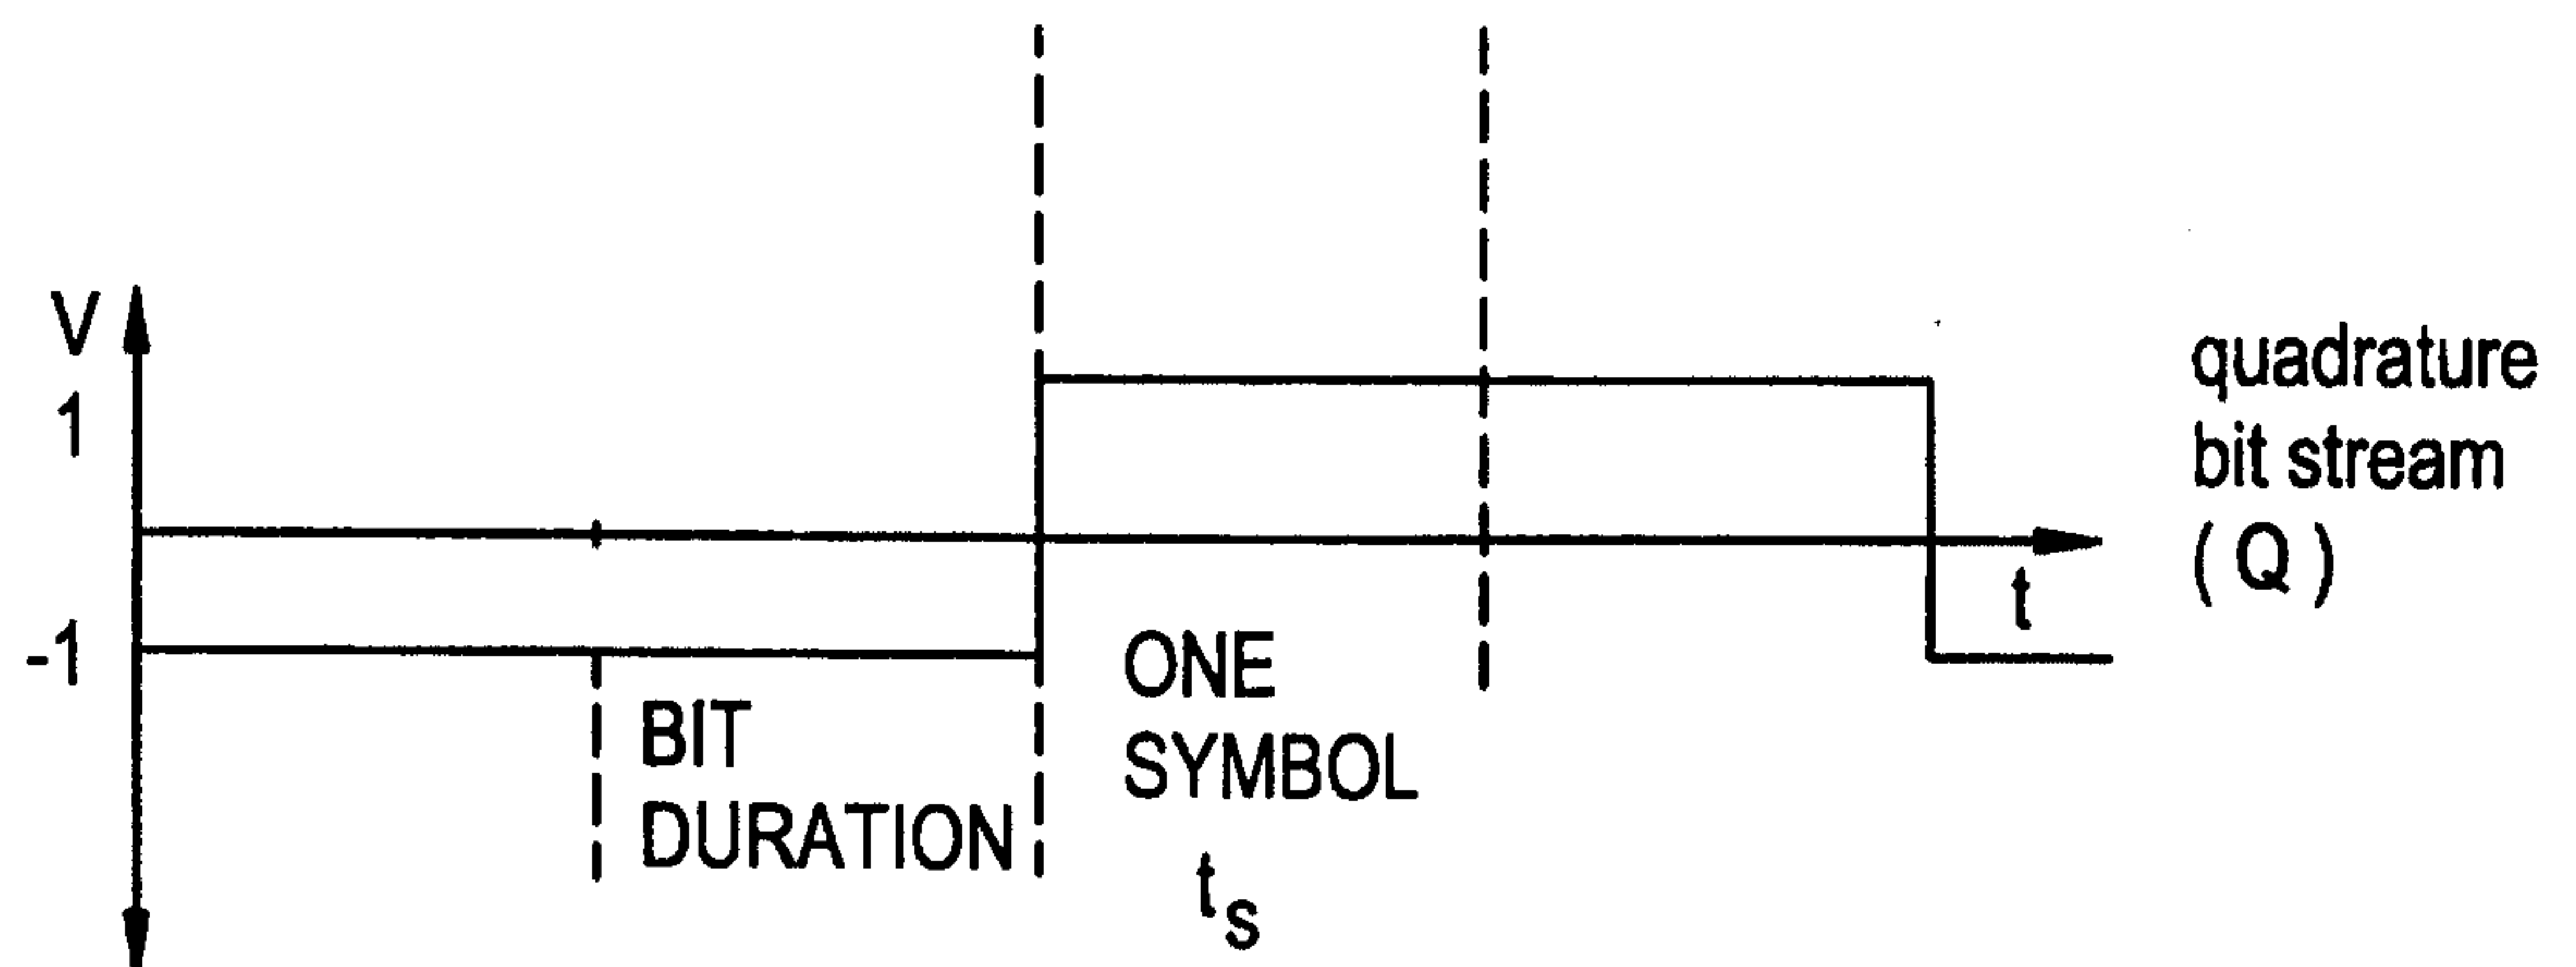 V
1
-1
quadrature
bit stream
( Q )
t
BIT
DURATION
ONE
SYMBOL
t_s